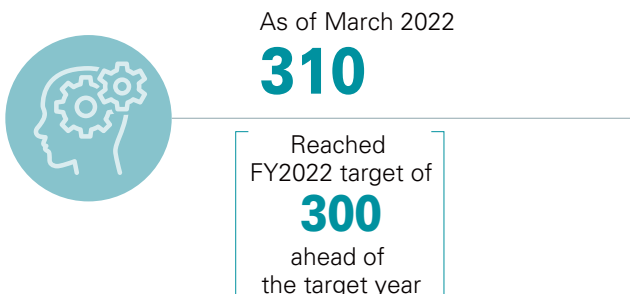 As of March 2022
310
Reached
FY2022 target of
300
ahead of
the target year